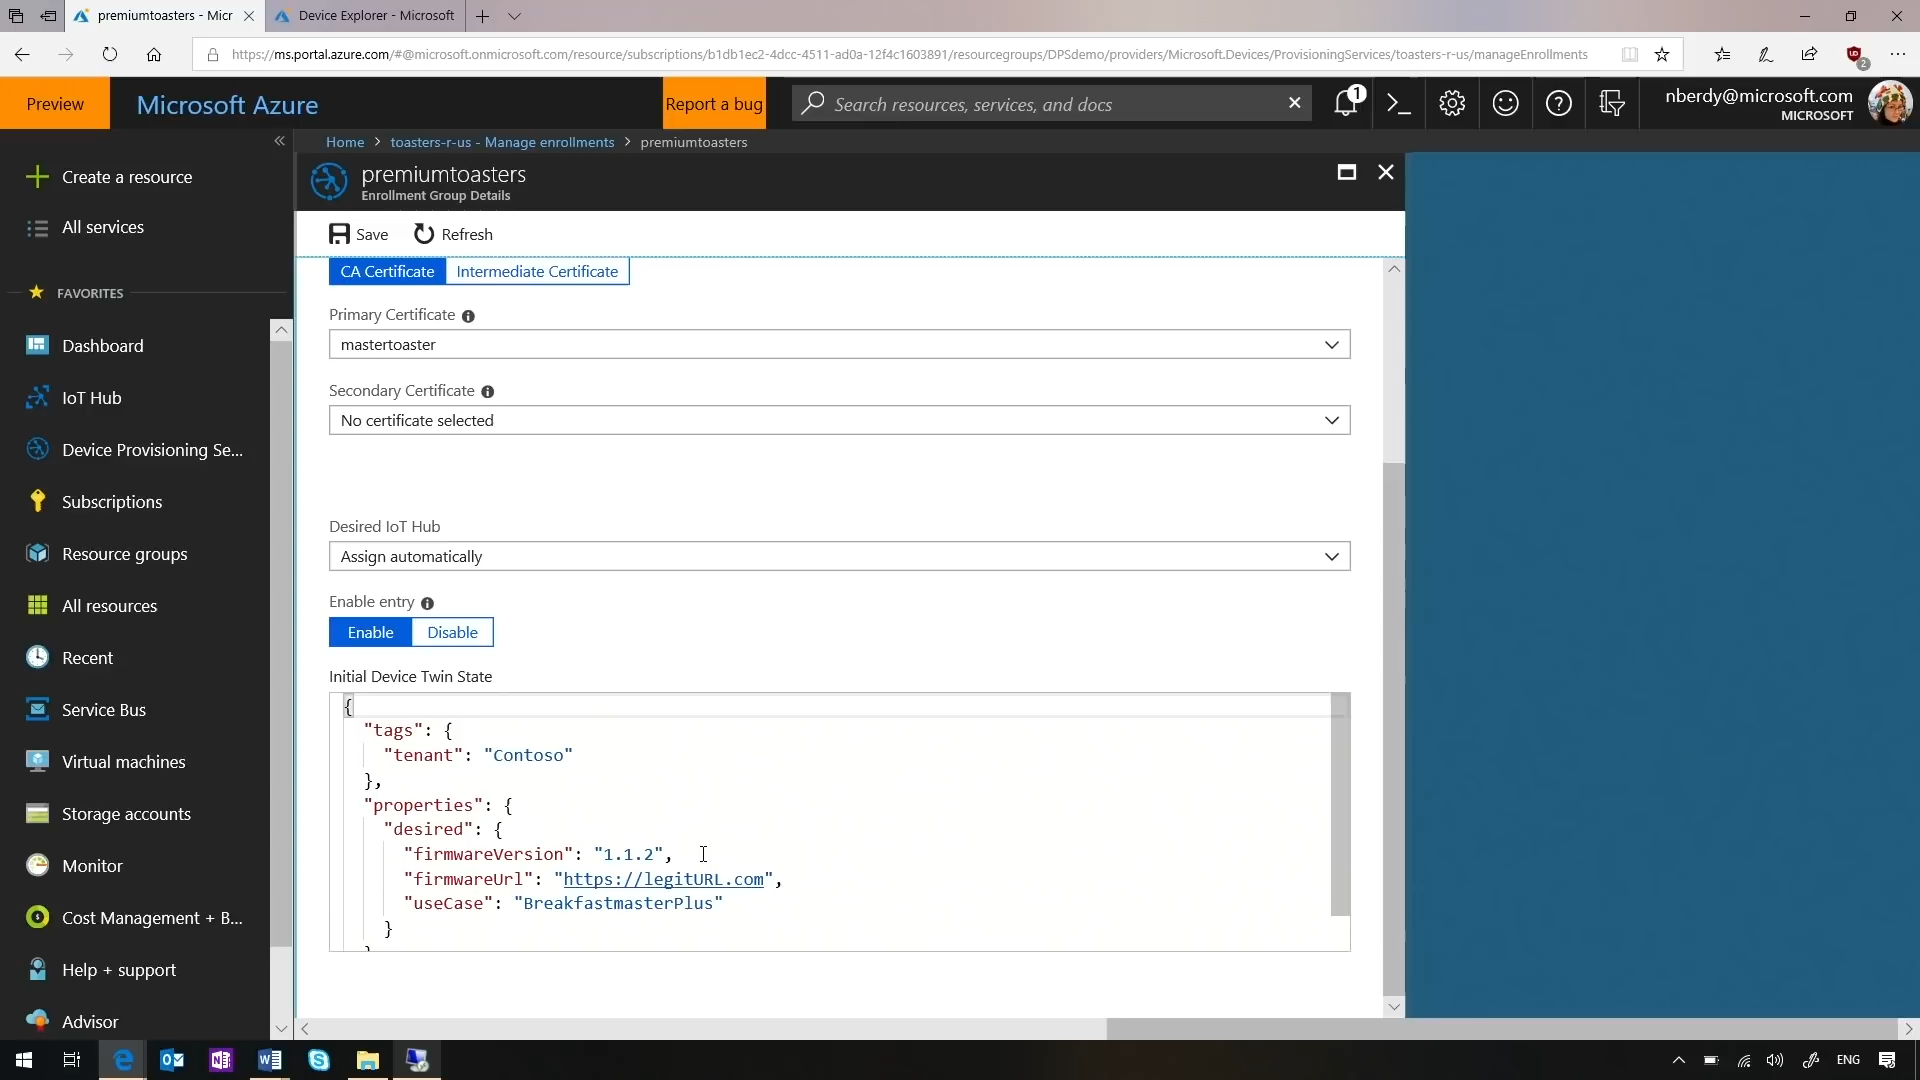 premiumtoasters - Micr
Device Explorer - Microsoft
https://ms.portal.azure.com/#@microsoft.onmicrosoft.com/resource/subscriptions/b1db1ec2-4dcc-4511-ad0a-12f4c1603891/resourcegroups/DPSdemo/providers/Microsoft.Devices/ProvisioningServices/toasters-r-us/manageEnrollments
2
Preview
Microsoft Azure
Report a bug
Search resources, services, and docs
1
nberdy@microsoft.com
MICROSOFT
Home > toasters-r-us - Manage enrollments > premiumtoasters
Create a resource
All services
FAVORITES
Dashboard
IoT Hub
Device Provisioning Se...
Subscriptions
Resource groups
All resources
Recent
Service Bus
Virtual machines
Storage accounts
Monitor
Cost Management + B...
Help + support
Advisor
premiumtoasters
Enrollment Group Details
Save
Refresh
CA Certificate
Intermediate Certificate
Primary Certificate
mastertoaster
Secondary Certificate
No certificate selected
Desired IoT Hub
Assign automatically
Enable entry
Enable
Disable
Initial Device Twin State
{
"tags": {
"tenant": "Contoso"
},
"properties": {
"desired": {
"firmwareVersion": "1.1.2",
"firmwareUrl": "https://legitURL.com",
"useCase": "BreakfastmasterPlus"
}
ENG